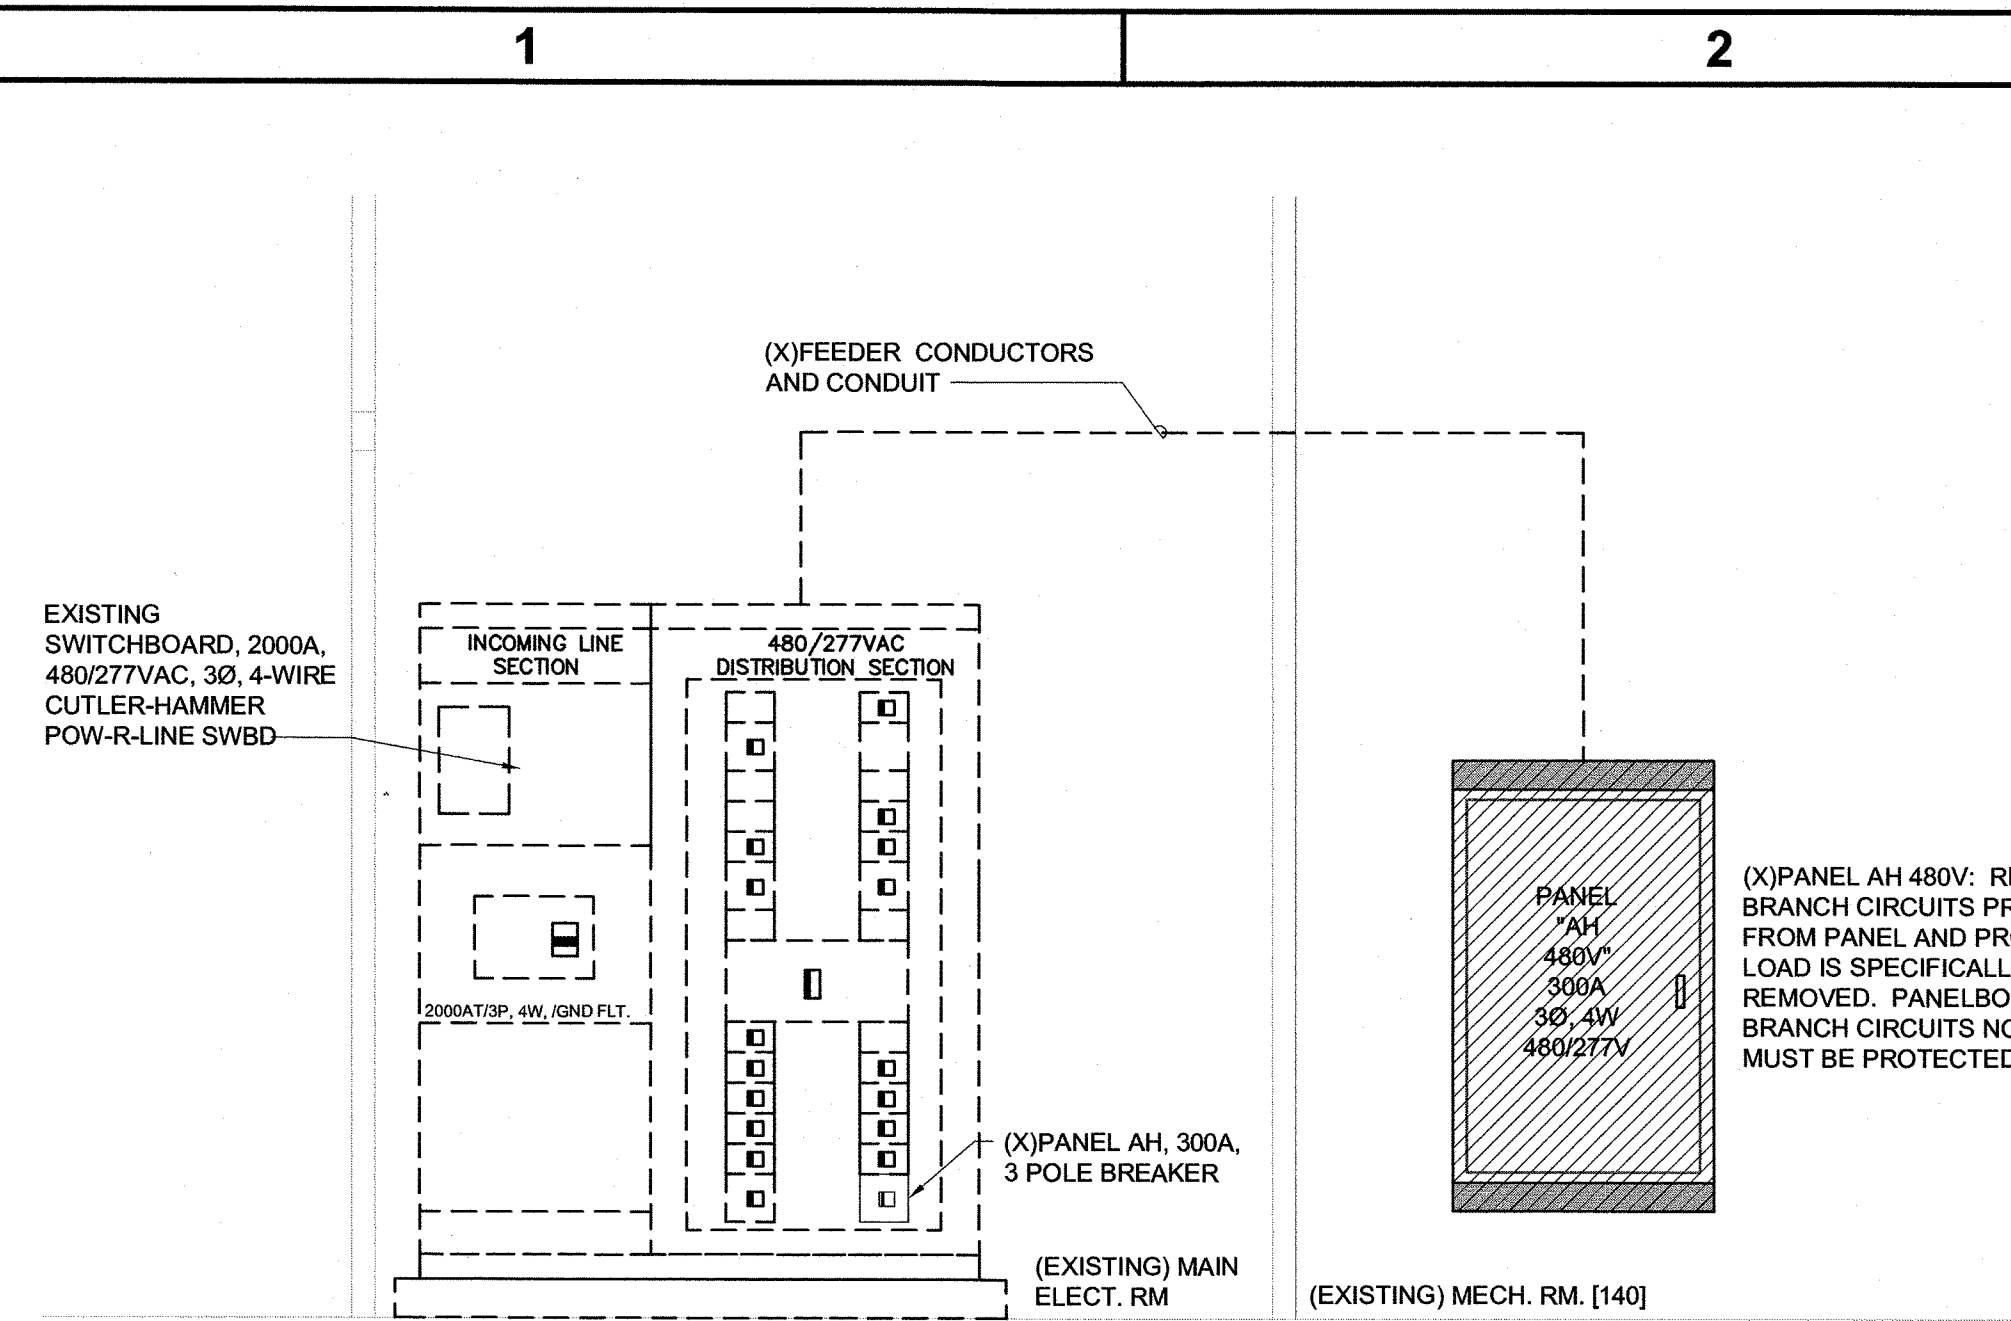 1
2
(X)FEEDER CONDUCTORS
AND CONDUIT
EXISTING
SWITCHBOARD, 2000A,
480/277VAC, 3Ø, 4-WIRE
CUTLER-HAMMER
POW-R-LINE SWBD
INCOMING LINE
SECTION
480/277VAC
DISTRIBUTION SECTION
2000AT/3P, 4W, /GND FLT.
(X)PANEL AH, 300A,
3 POLE BREAKER
(EXISTING) MAIN
ELECT. RM
PANEL
"AH
480V"
300A
3Ø, 4W
480/277V
(X)PANEL AH 480V:
BRANCH CIRCUITS
FROM PANEL AND
LOAD IS
REMOVED.
BRANCH CIRCUITS
MUST BE PROTECTED
(EXISTING) MECH. RM. [140]